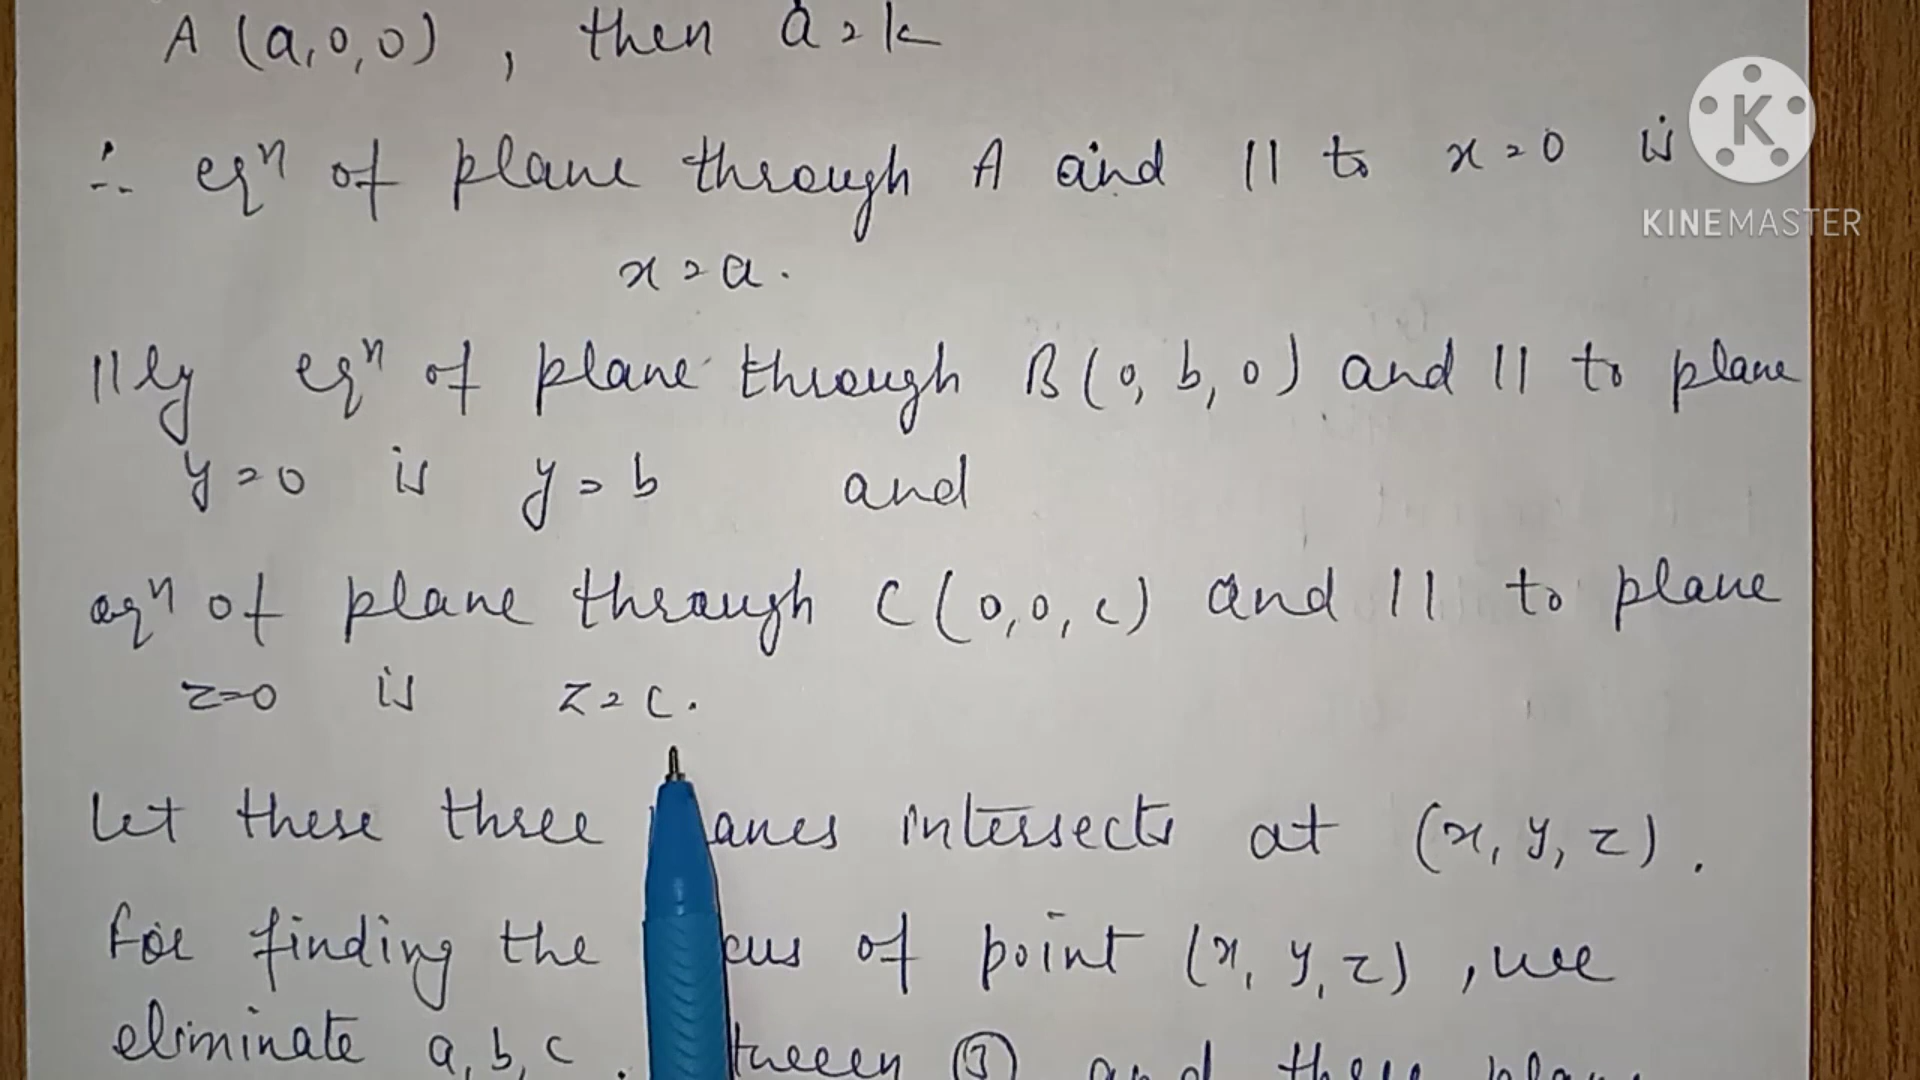 A (a, 0, 0), then a = k
∴ eqⁿ of plane through A and || to x = 0 is
x = a.
||ly eqⁿ of plane through B (0, b, 0) and || to plane
y = 0 is y = b and
eqⁿ of plane through C (0, 0, c) and || to plane
z = 0 is z = c.
Let these three intersects at (x, y, z).
For finding the of point (x, y, z), we
eliminate a, b, c and these
KINEMASTER